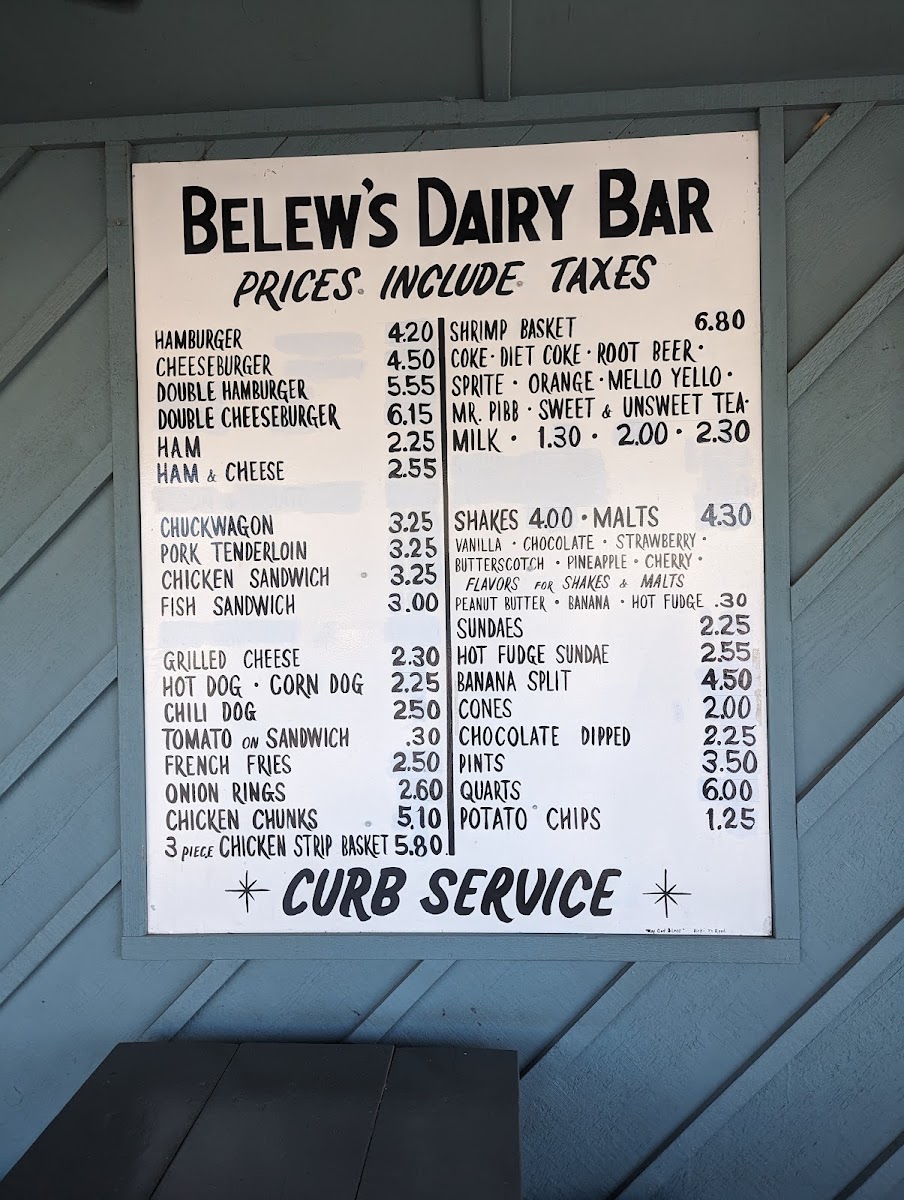 BELEW'S DAIRY BAR
PRICES INCLUDE TAXES
HAMBURGER 4.20
CHEESEBURGER 4.50
DOUBLE HAMBURGER 5.55
DOUBLE CHEESEBURGER 6.15
HAM 2.25
HAM & CHEESE 2.55
CHUCKWAGON 3.25
PORK TENDERLOIN 3.25
CHICKEN SANDWICH 3.25
FISH SANDWICH 3.00
GRILLED CHEESE 2.30
HOT DOG · CORN DOG 2.25
CHILI DOG 2.50
TOMATO ON SANDWICH .30
FRENCH FRIES 2.50
ONION RINGS 2.60
CHICKEN CHUNKS 5.10
3 PIECE CHICKEN STRIP BASKET 5.80
SHRIMP BASKET 6.80
COKE · DIET COKE · ROOT BEER ·
SPRITE · ORANGE · MELLO YELLO ·
MR. PIBB · SWEET & UNSWEET TEA ·
MILK · 1.30 · 2.00 · 2.30
SHAKES 4.00 · MALTS 4.30
VANILLA · CHOCOLATE · STRAWBERRY ·
BUTTERSCOTCH · PINEAPPLE · CHERRY ·
FLAVORS FOR SHAKES & MALTS
PEANUT BUTTER · BANANA · HOT FUDGE .30
SUNDAES 2.25
HOT FUDGE SUNDAE 2.55
BANANA SPLIT 4.50
CONES 2.00
CHOCOLATE DIPPED 2.25
PINTS 3.50
QUARTS 6.00
POTATO CHIPS 1.25
CURB SERVICE